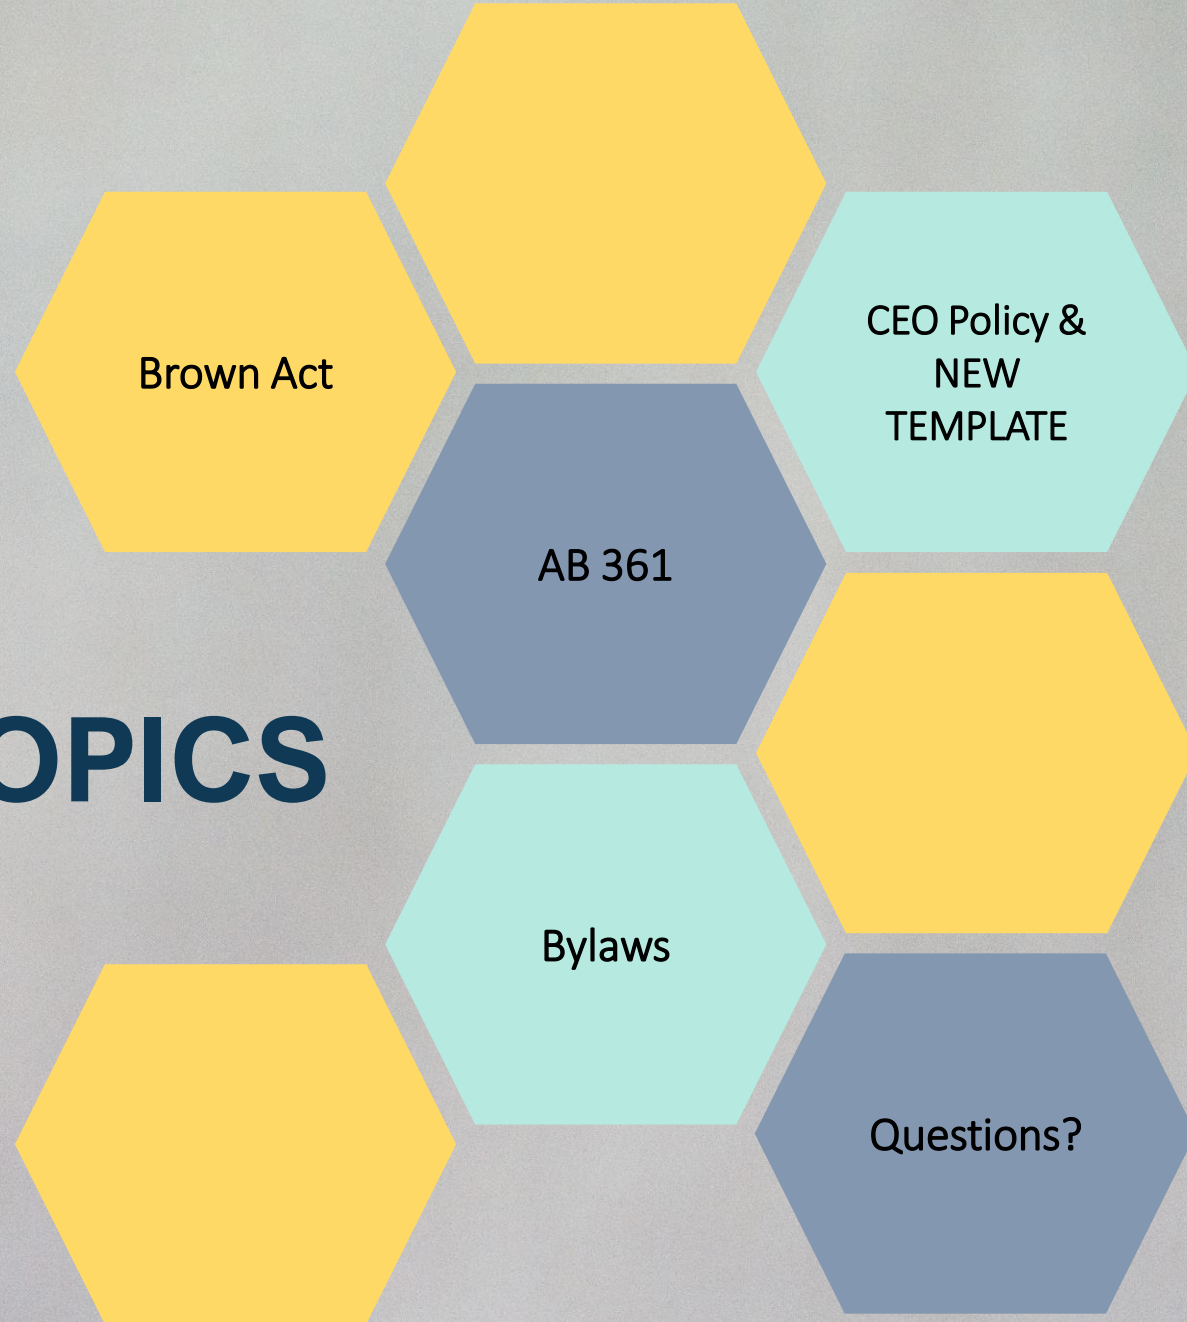 Brown Act
CEO Policy &
NEW
TEMPLATE
AB 361
OPICS
Bylaws
Questions?